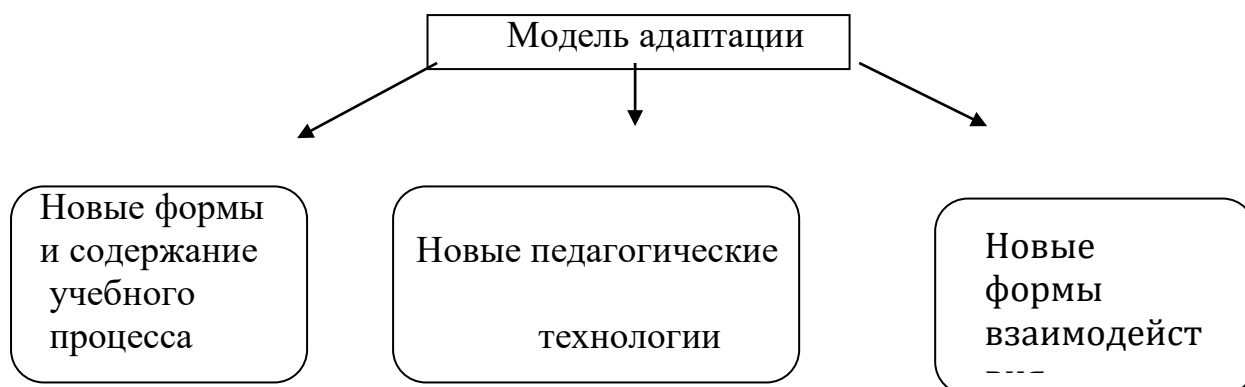 Модель адаптации
Новые формы
и содержание
учебного
процесса
Новые педагогические
технологии
Новые
формы
взаимодейст